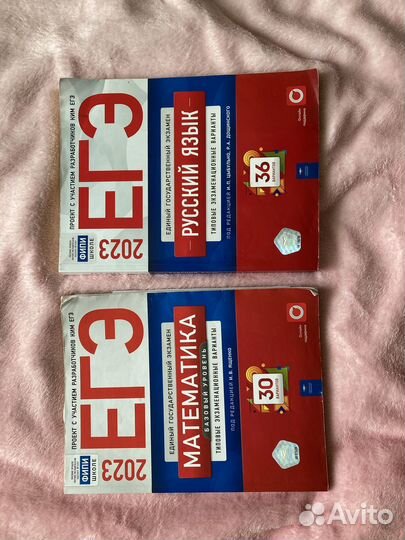 ПРОЕКТ С УЧАСТИЕМ РАЗРАБОТЧИКОВ КИМ ЕГЭ
ФИПИ
ШКОЛЕ
ЕГЭ
2023
ЕДИНЫЙ ГОСУДАРСТВЕННЫЙ ЭКЗАМЕН
РУССКИЙ ЯЗЫК
ТИПОВЫЕ ЭКЗАМЕНАЦИОННЫЕ ВАРИАНТЫ
ПОД РЕДАКЦИЕЙ И.П. ЦЫБУЛЬКО, Р.А. ДОЩИНСКОГО
36
ВАРИАНТОВ
ПРОЕКТ С УЧАСТИЕМ РАЗРАБОТЧИКОВ КИМ ЕГЭ
ФИПИ
ШКОЛЕ
ЕГЭ
2023
ЕДИНЫЙ ГОСУДАРСТВЕННЫЙ ЭКЗАМЕН
МАТЕМАТИКА
БАЗОВЫЙ УРОВЕНЬ
ТИПОВЫЕ ЭКЗАМЕНАЦИОННЫЕ ВАРИАНТЫ
ПОД РЕДАКЦИЕЙ И.В. ЯЩЕНКО
30
ВАРИАНТОВ
Avito